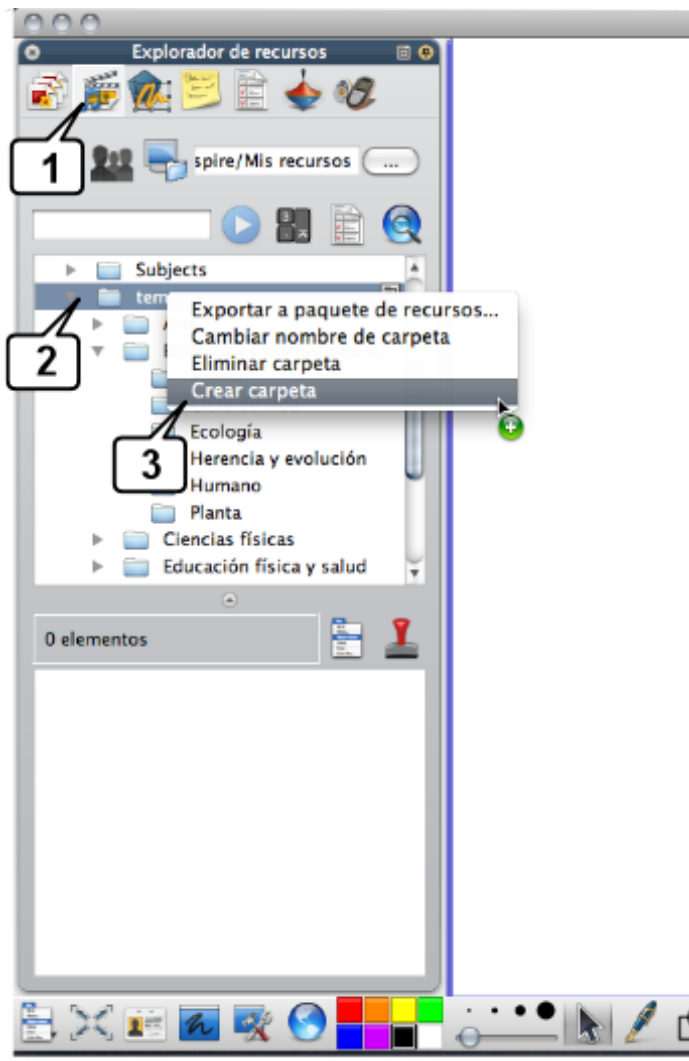 Explorador de recursos
1
spire/Mis recursos
...
Subjects
Exportar a paquete de recursos...
Cambiar nombre de carpeta
2
Eliminar carpeta
Crear carpeta
Ecología
3
Herencia y evolución
Humano
Planta
Ciencias físicas
Educación física y salud
0 elementos